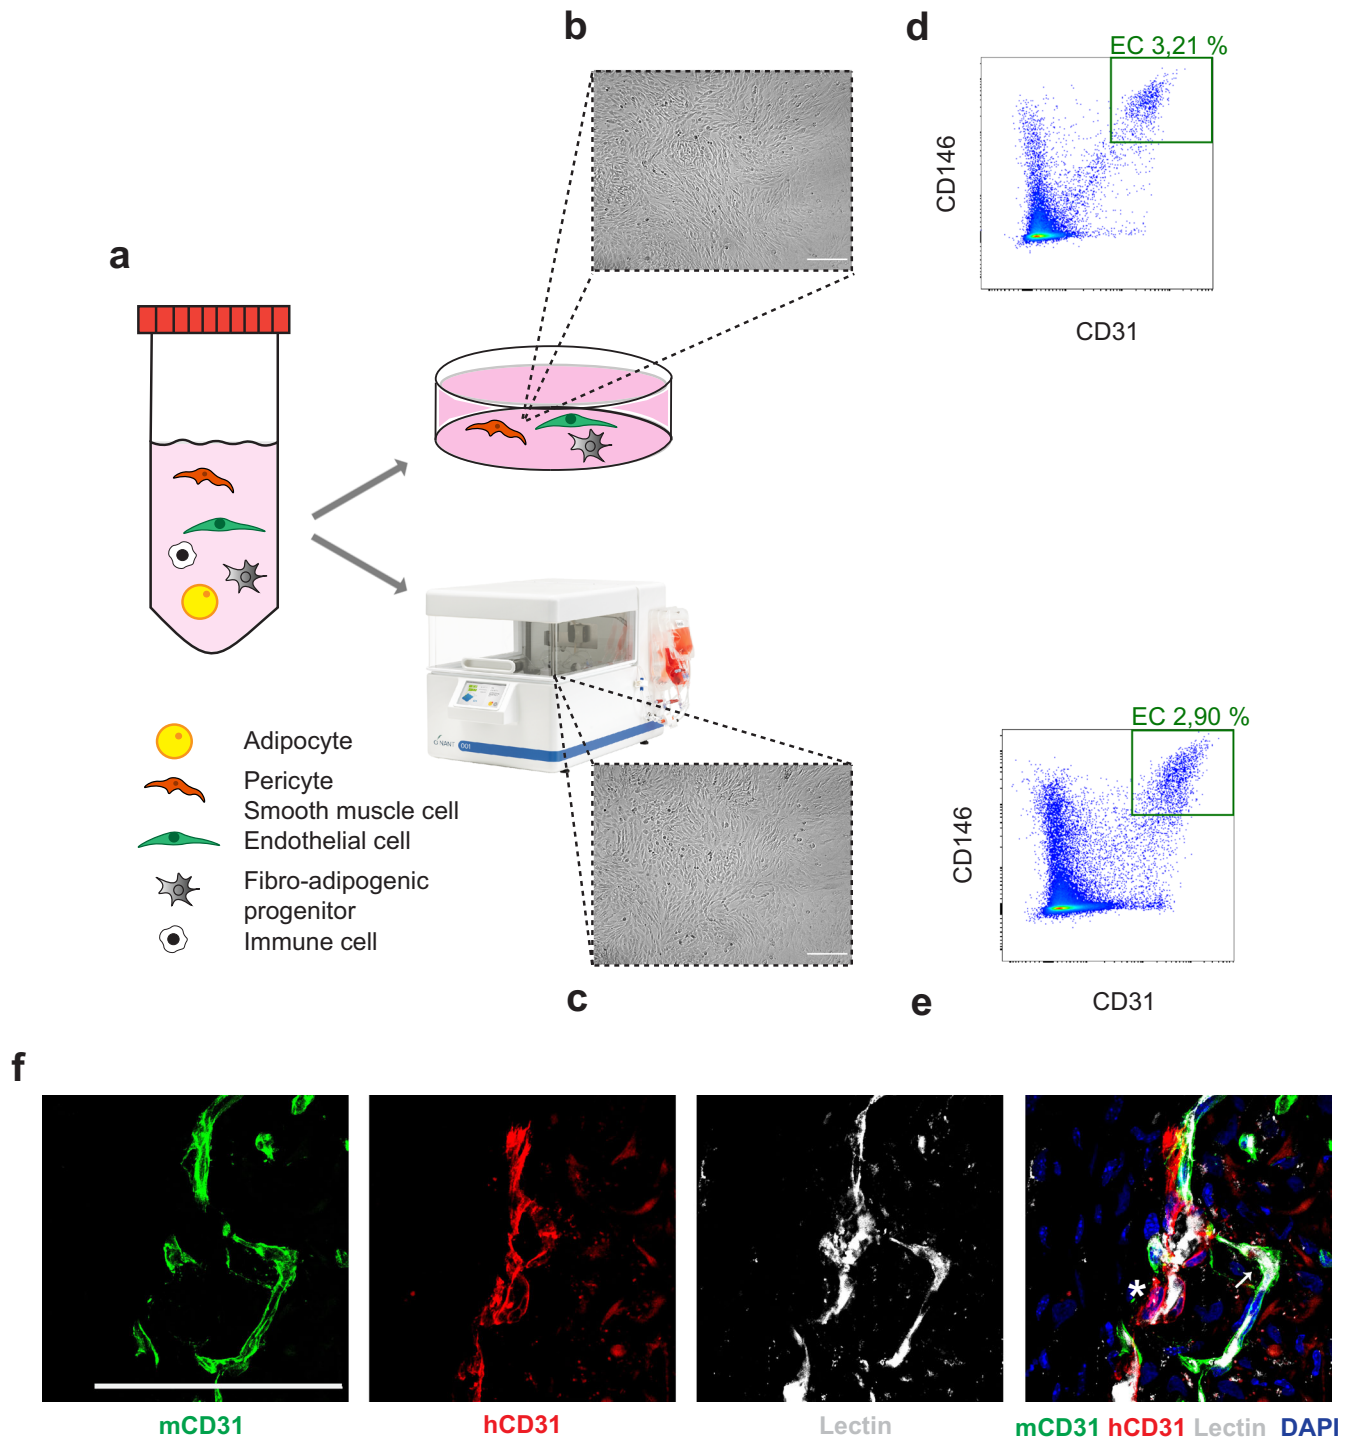 b
d
EC 3,21 %
CD146
CD31
a
Adipocyte
Pericyte
Smooth muscle cell
Endothelial cell
Fibro-adipogenic
progenitor
Immune cell
001
c
EC 2,90 %
CD146
CD31
e
f
mCD31
hCD31
Lectin
*
mCD31 hCD31 Lectin DAPI